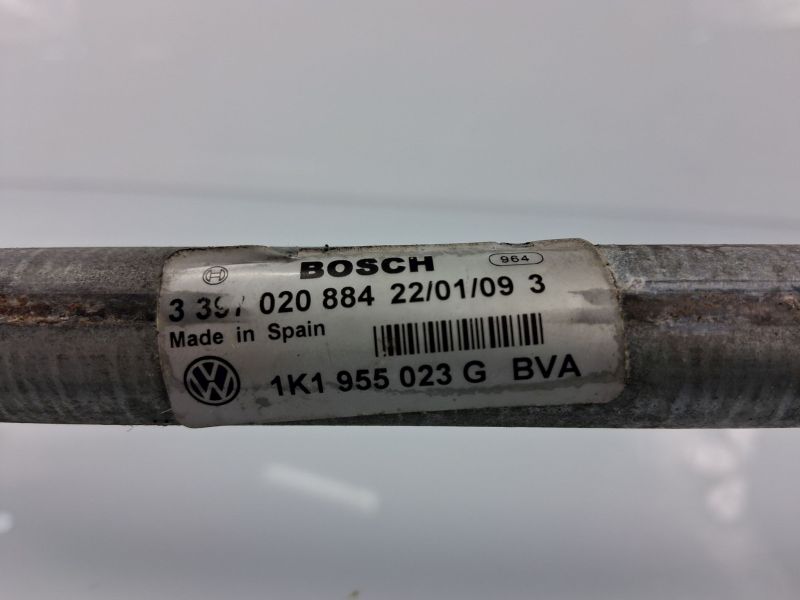 BOSCH 964
3 397 020 884 22/01/09 3
Made in Spain
1K1 955 023 G BVA